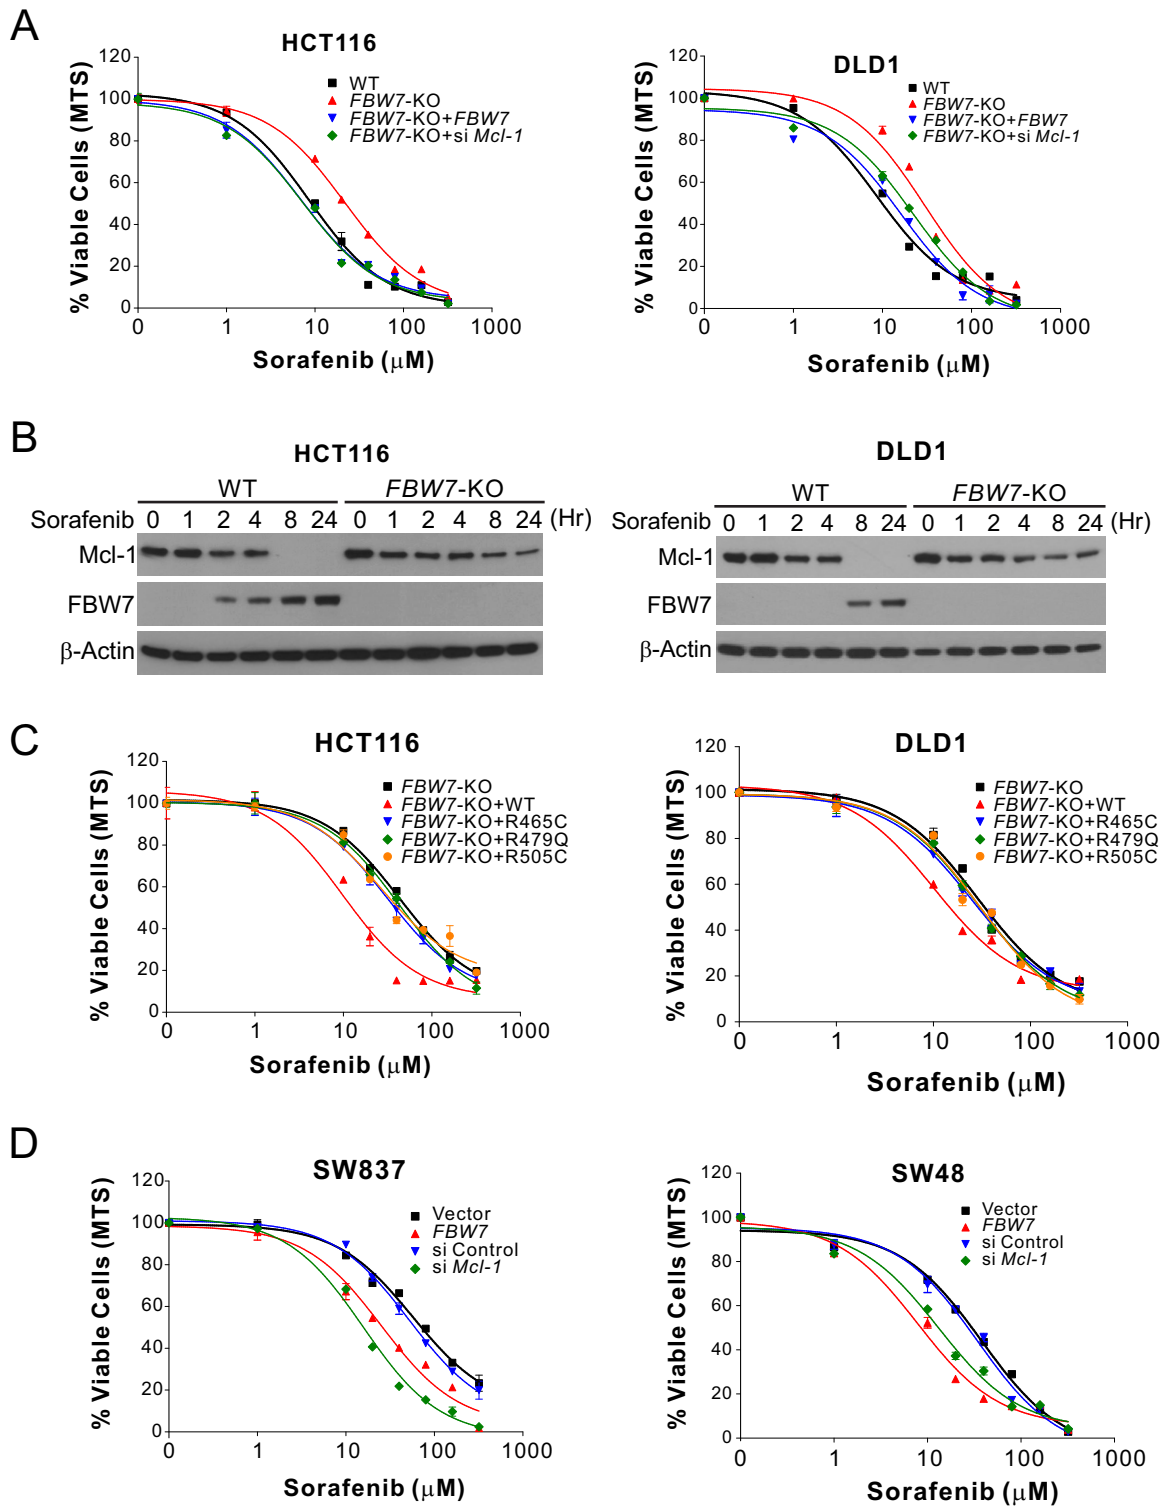 A
HCT116
% Viable Cells (MTS)
120
100
80
60
40
20
0
0 1 10 100 1000
Sorafenib (μM)
WT
FBW7-KO
FBW7-KO+FBW7
FBW7-KO+si Mcl-1
DLD1
% Viable Cells (MTS)
120
100
80
60
40
20
0
0 1 10 100 1000
Sorafenib (μM)
WT
FBW7-KO
FBW7-KO+FBW7
FBW7-KO+si Mcl-1
B
HCT116
WT FBW7-KO
Sorafenib 0 1 2 4 8 24 0 1 2 4 8 24 (Hr)
Mcl-1
FBW7
β-Actin
DLD1
WT FBW7-KO
Sorafenib 0 1 2 4 8 24 0 1 2 4 8 24 (Hr)
Mcl-1
FBW7
β-Actin
C
HCT116
% Viable Cells (MTS)
120
100
80
60
40
20
0
0 1 10 100 1000
Sorafenib (μM)
FBW7-KO
FBW7-KO+WT
FBW7-KO+R465C
FBW7-KO+R479Q
FBW7-KO+R505C
DLD1
% Viable Cells (MTS)
120
100
80
60
40
20
0
0 1 10 100 1000
Sorafenib (μM)
FBW7-KO
FBW7-KO+WT
FBW7-KO+R465C
FBW7-KO+R479Q
FBW7-KO+R505C
D
SW837
% Viable Cells (MTS)
120
100
80
60
40
20
0
0 1 10 100 1000
Sorafenib (μM)
Vector
FBW7
si Control
si Mcl-1
SW48
% Viable Cells (MTS)
120
100
80
60
40
20
0
0 1 10 100 1000
Sorafenib (μM)
Vector
FBW7
si Control
si Mcl-1